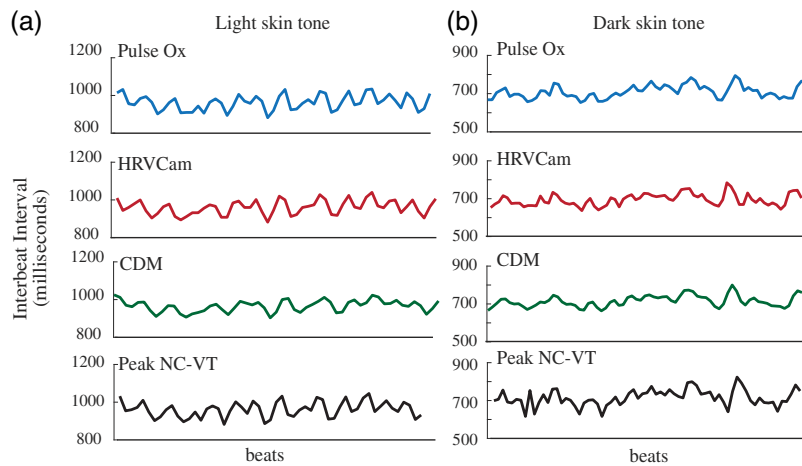 (a) Light skin tone
1200
Pulse Ox
1000
800
1200
HRVCam
1000
800
1200
CDM
1000
800
1200
Peak NC-VT
1000
800
Interbeat Interval
(milliseconds)
beats
(b) Dark skin tone
900
Pulse Ox
700
500
900
HRVCam
700
500
900
CDM
700
500
900
Peak NC-VT
700
500
beats